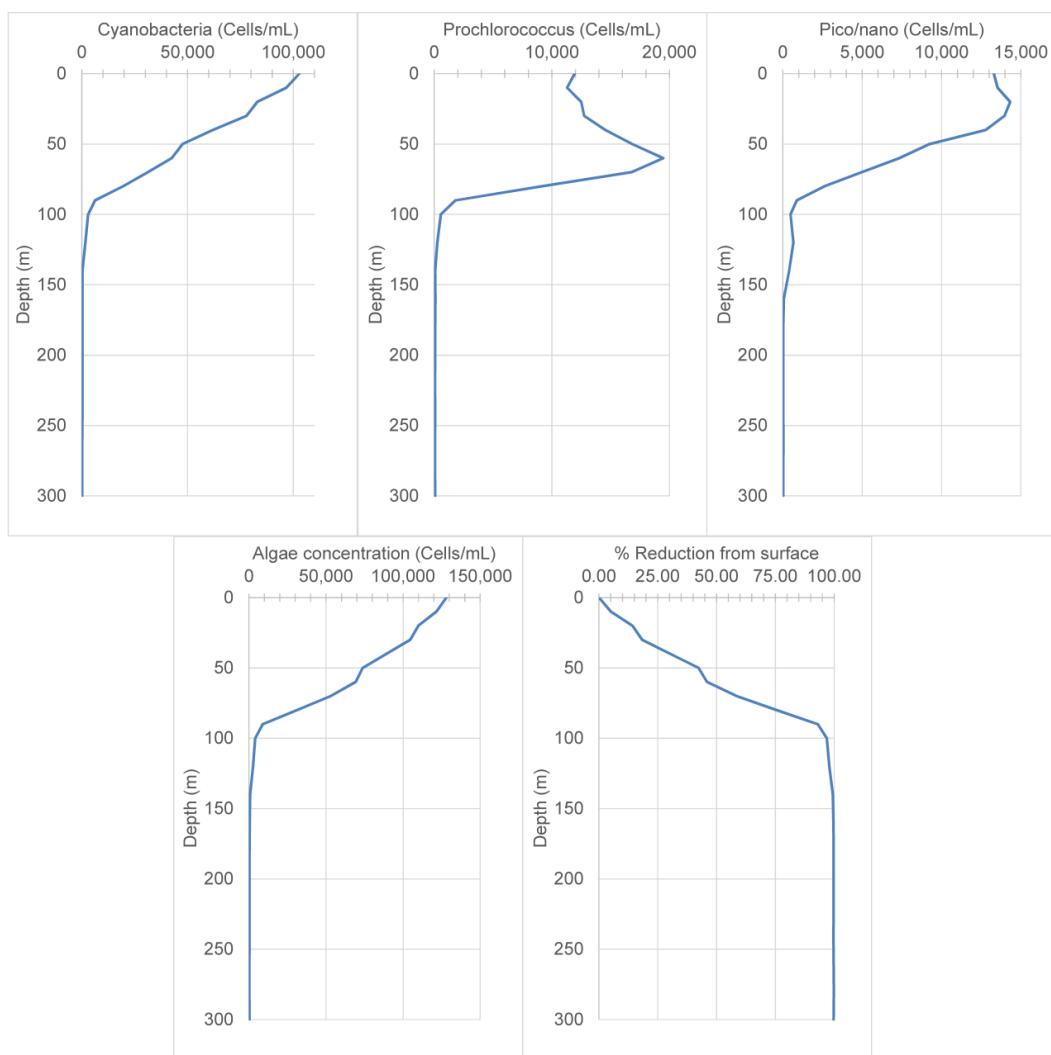 Cyanobacteria (Cells/mL)
0 50,000 100,000
0
50
100
150
200
250
300
Depth (m)
Prochlorococcus (Cells/mL)
0 10,000 20,000
0
50
100
150
200
250
300
Depth (m)
Pico/nano (Cells/mL)
0 5,000 10,000 15,000
0
50
100
150
200
250
300
Depth (m)
Algae concentration (Cells/mL)
0 50,000 100,000 150,000
0
50
100
150
200
250
300
Depth (m)
% Reduction from surface
0.00 25.00 50.00 75.00 100.00
0
50
100
150
200
250
300
Depth (m)